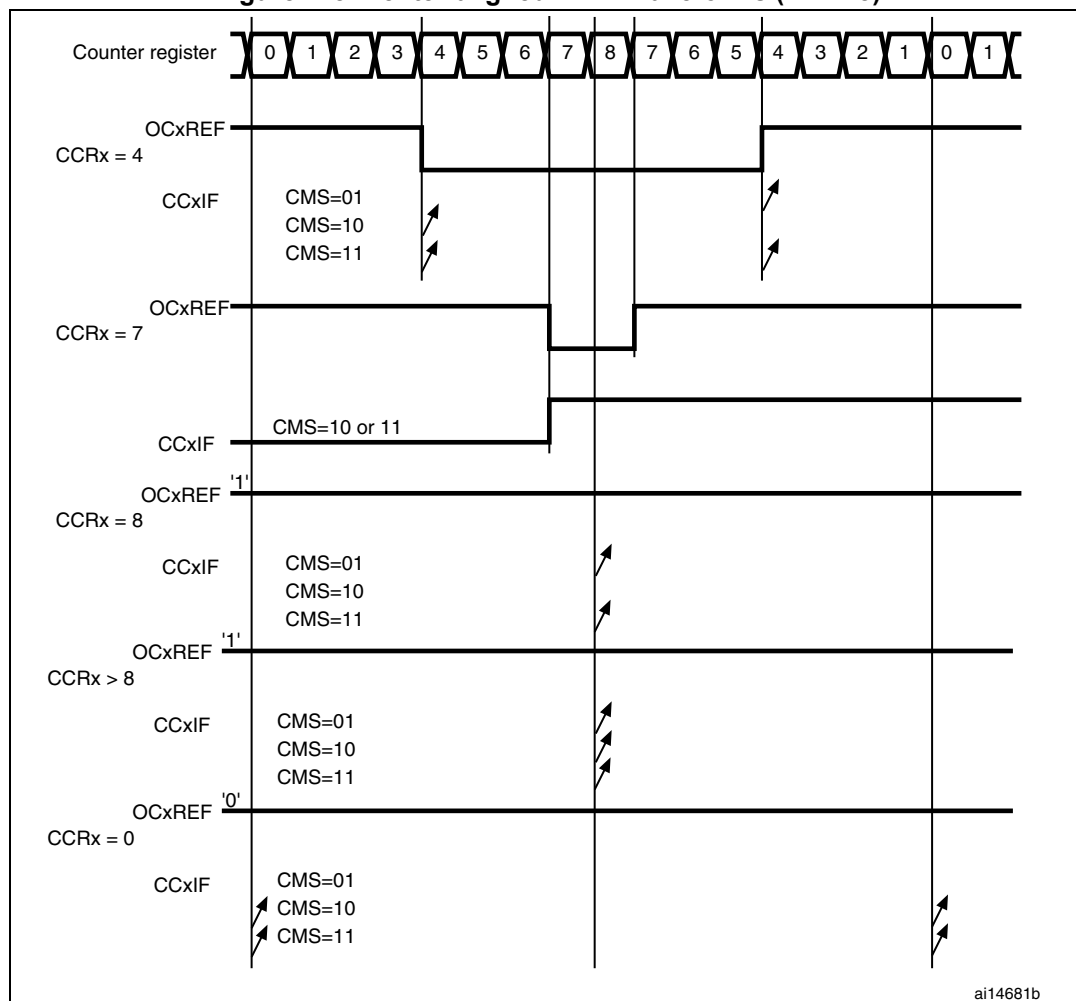 Counter register 0 1 2 3 4 5 6 7 8 7 6 5 4 3 2 1 0 1
OCxREF
CCRx = 4
CCxIF
CMS=01
CMS=10
CMS=11
OCxREF
CCRx = 7
CMS=10 or 11
CCxIF
'1'
OCxREF
CCRx = 8
CCxIF
CMS=01
CMS=10
CMS=11
'1'
OCxREF
CCRx > 8
CCxIF
CMS=01
CMS=10
CMS=11
'0'
OCxREF
CCRx = 0
CCxIF
CMS=01
CMS=10
CMS=11
ai14681b